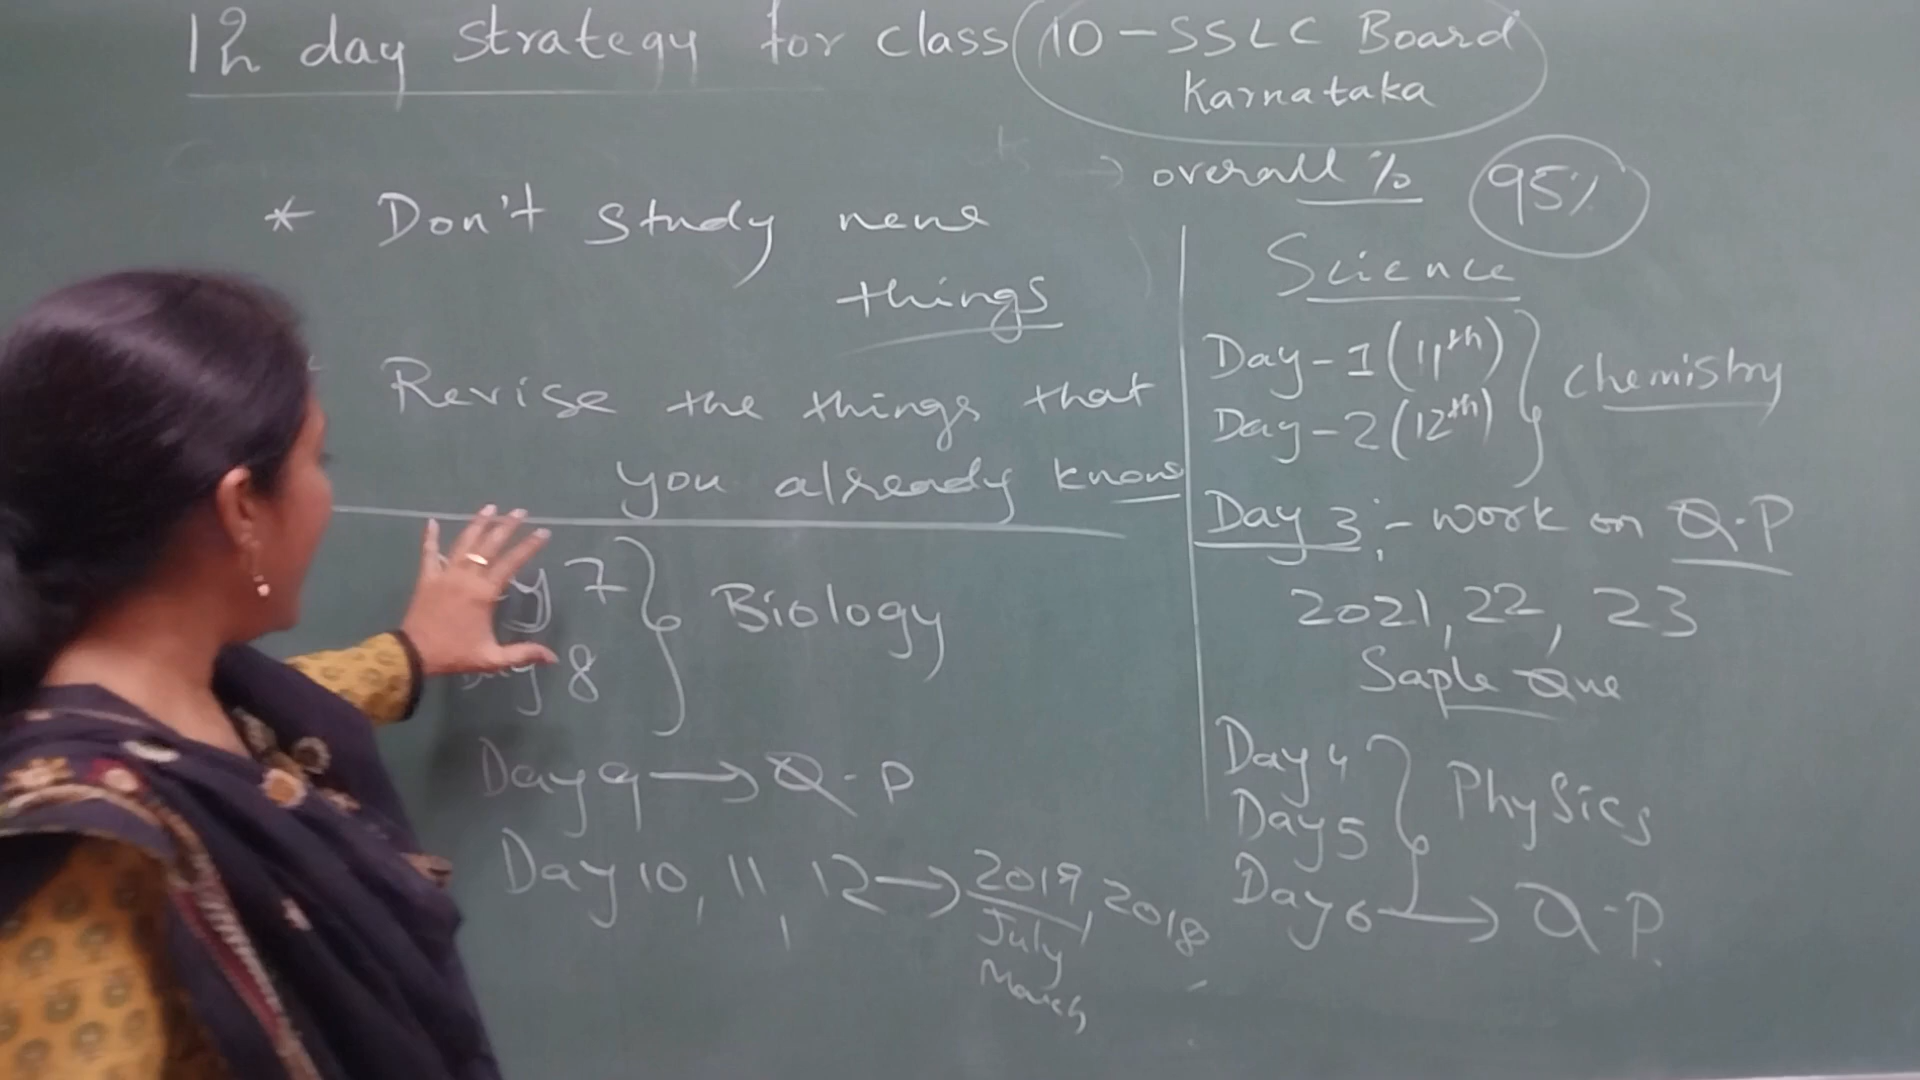 12 day strategy for class 10 - SSLC Board
Karnataka
→ overall % 95%
* Don't study new
things
Revise the things that
you already know
Science
Day-1 (11th)
Day-2 (12th) } Chemistry
Day 3:- work on Q.P
2021, 22, 23
Saple Que
Day 4
Day 5 } Physics
Day 6 → Q.P.
y 7
y 8 } Biology
Day 9 → Q.P
Day 10, 11, 12 → 2019, 2018
July
March